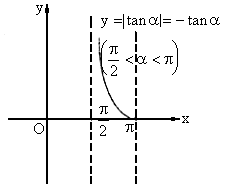 y
y = |tan α| = − tan α
(π/2 < α < π)
O
π/2
π
x